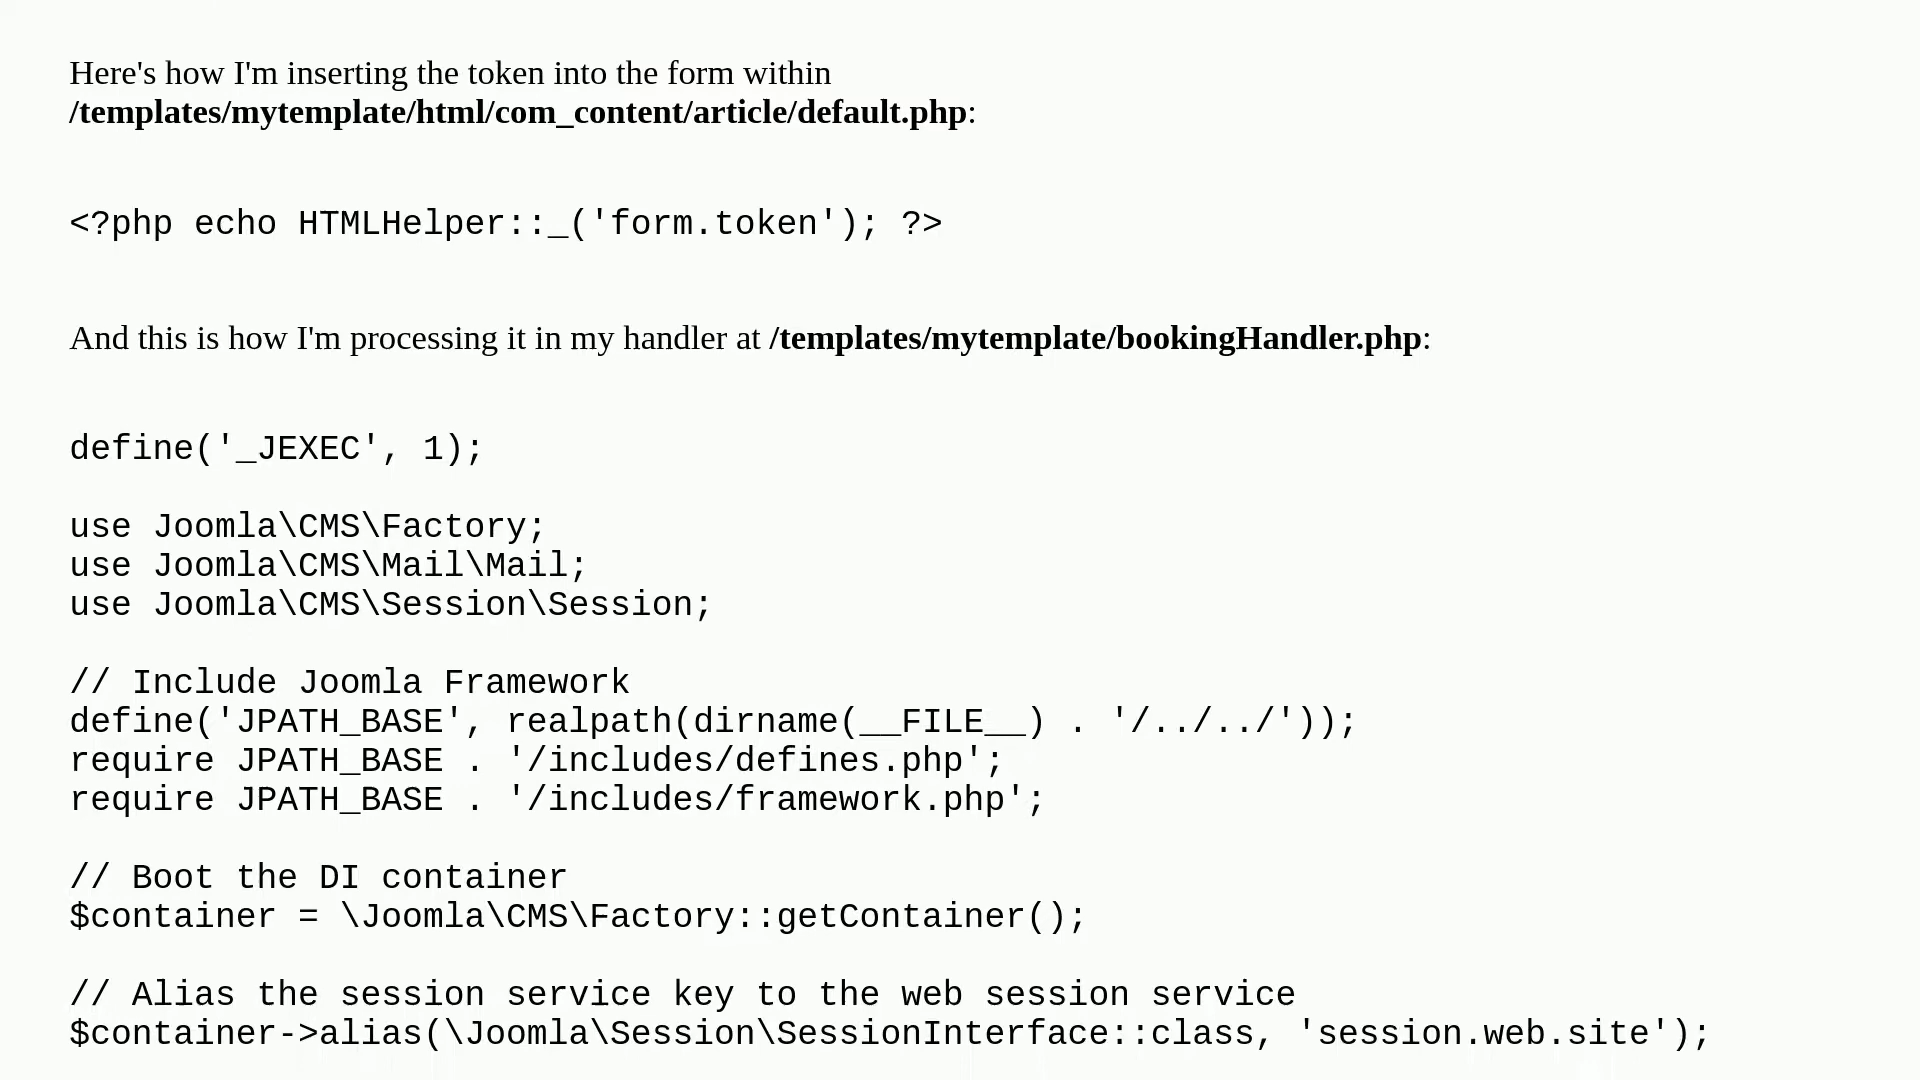 Here's how I'm inserting the token into the form within
/templates/mytemplate/html/com_content/article/default.php:
<?php echo HTMLHelper::_('form.token'); ?>
And this is how I'm processing it in my handler at /templates/mytemplate/bookingHandler.php:
define('_JEXEC', 1);
use Joomla\CMS\Factory;
use Joomla\CMS\Mail\Mail;
use Joomla\CMS\Session\Session;
// Include Joomla Framework
define('JPATH_BASE', realpath(dirname(__FILE__) . '/../../'));
require JPATH_BASE . '/includes/defines.php';
require JPATH_BASE . '/includes/framework.php';
// Boot the DI container
$container = \Joomla\CMS\Factory::getContainer();
// Alias the session service key to the web session service
$container->alias(\Joomla\Session\SessionInterface::class, 'session.web.site');